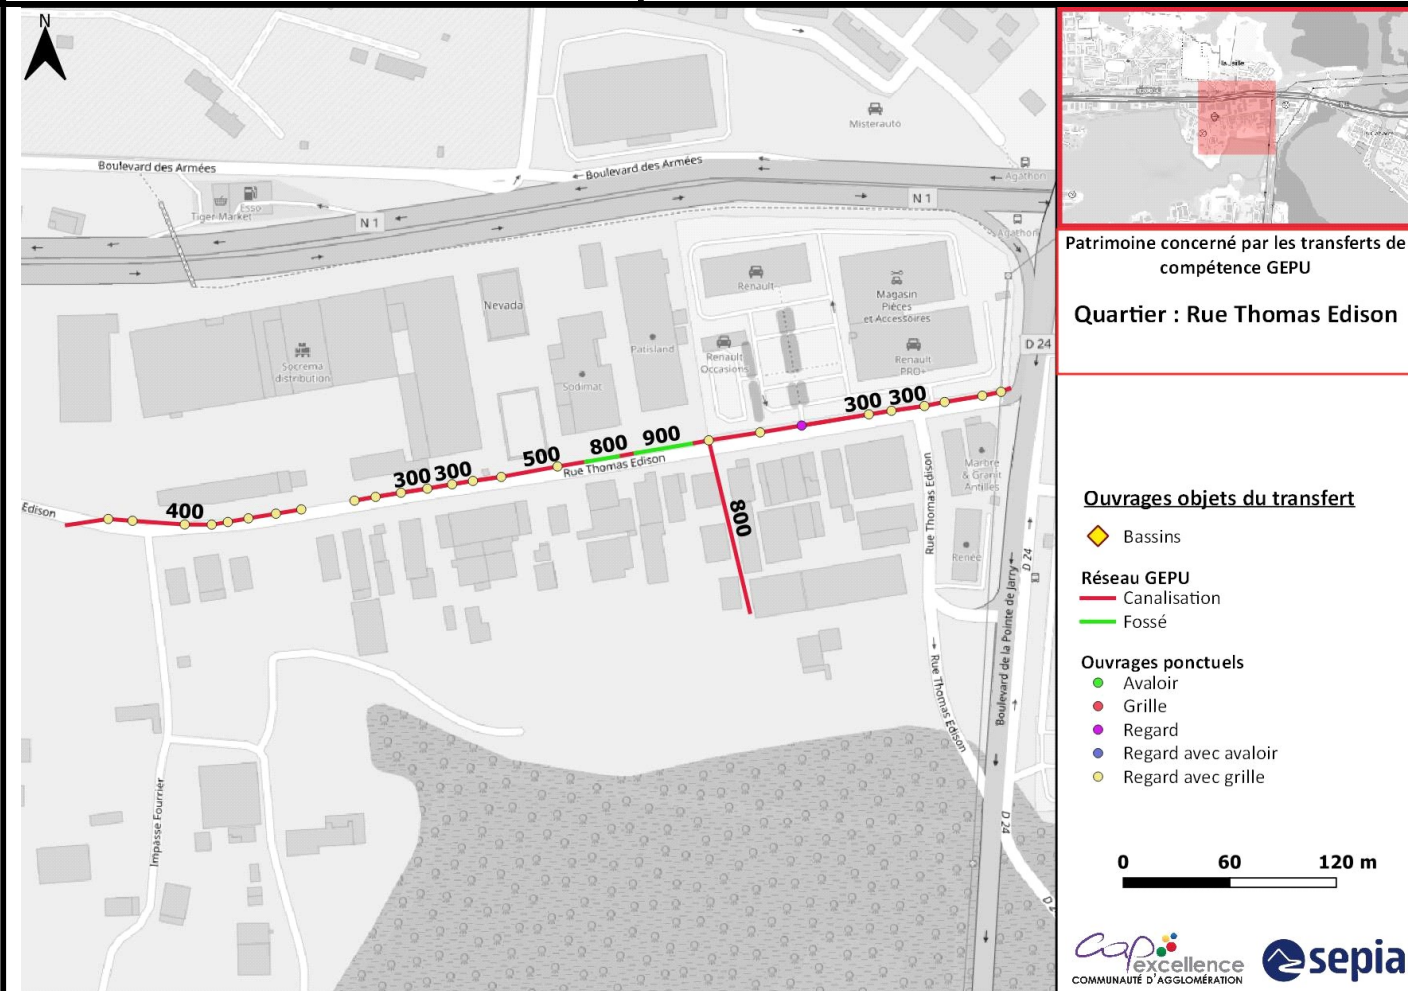 N
Misterauto
Boulevard des Armées
Boulevard des Armées
Agathon
Esso
Tiger Market
N 1
N 1
Agathon
Nevada
Renault
Magasin
Pièces
et Accessoires
Patisland
Renault
Occasions
Renault
PRO+
D 24
Socrema
distribution
Sodimat
300 300
800 900
500
Rue Thomas Edison
300 300
400
Edison
800
Rue Thomas Edison
& Granit
Antilles
Renée
D 24
Boulevard de la Pointe de Jarry
Rue Thomas Edison
Impasse Fourrier
D 24
Patrimoine concerné par les transferts de
compétence GEPU
Quartier : Rue Thomas Edison
Ouvrages objets du transfert
Bassins
Réseau GEPU
Canalisation
Fossé
Ouvrages ponctuels
Avaloir
Grille
Regard
Regard avec avaloir
Regard avec grille
0 60 120 m
Cap excellence
COMMUNAUTÉ D'AGGLOMÉRATION
sepia